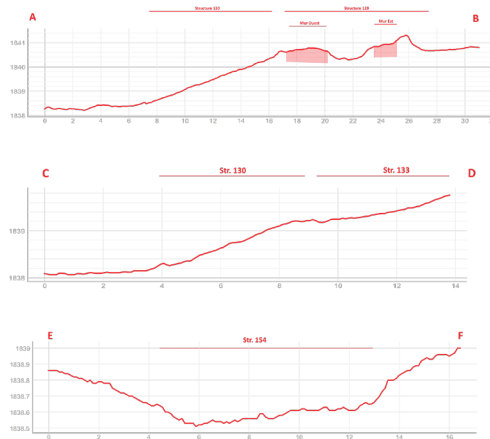 Structure
Structure
A
B
Mur Ouest
Mur Est
1841
1840
1839
1838
0 2 4 6 8 10 12 14 16 18 20 22 24 26 28 30
C
Str. 130
Str. 133
D
1839
1838
0 2 4 6 8 10 12 14
E
Str. 154
F
1839
1838.9
1838.8
1838.7
1838.6
1838.5
0 2 4 6 8 10 12 14 16